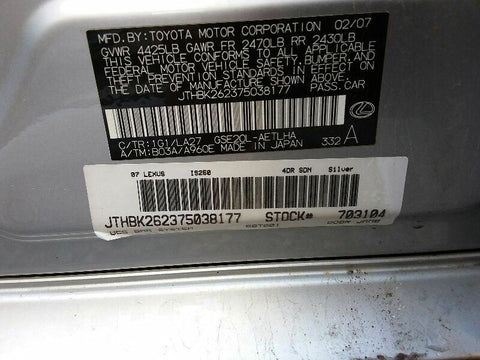 MFD.BY:TOYOTA MOTOR CORPORATION 02/07
GVWR 4425LB GAWR FR 2470LB RR 2430LB
THIS VEHICLE CONFORMS TO ALL APPLICABLE
FEDERAL MOTOR VEHICLE SAFETY, BUMPER, AND
THEFT PREVENTION STANDARDS IN EFFECT ON
THE DATE OF MANUFACTURE SHOWN ABOVE.
JTHBK262375038177 PASS.CAR
C/TR:1G1/LA27 GSE20L-AETLHA
A/TM:B03A/A960E MADE IN JAPAN 332A
07 LEXUS IS250 4DR SDN Silver
JTHBK262375038177 STOCK# 703104